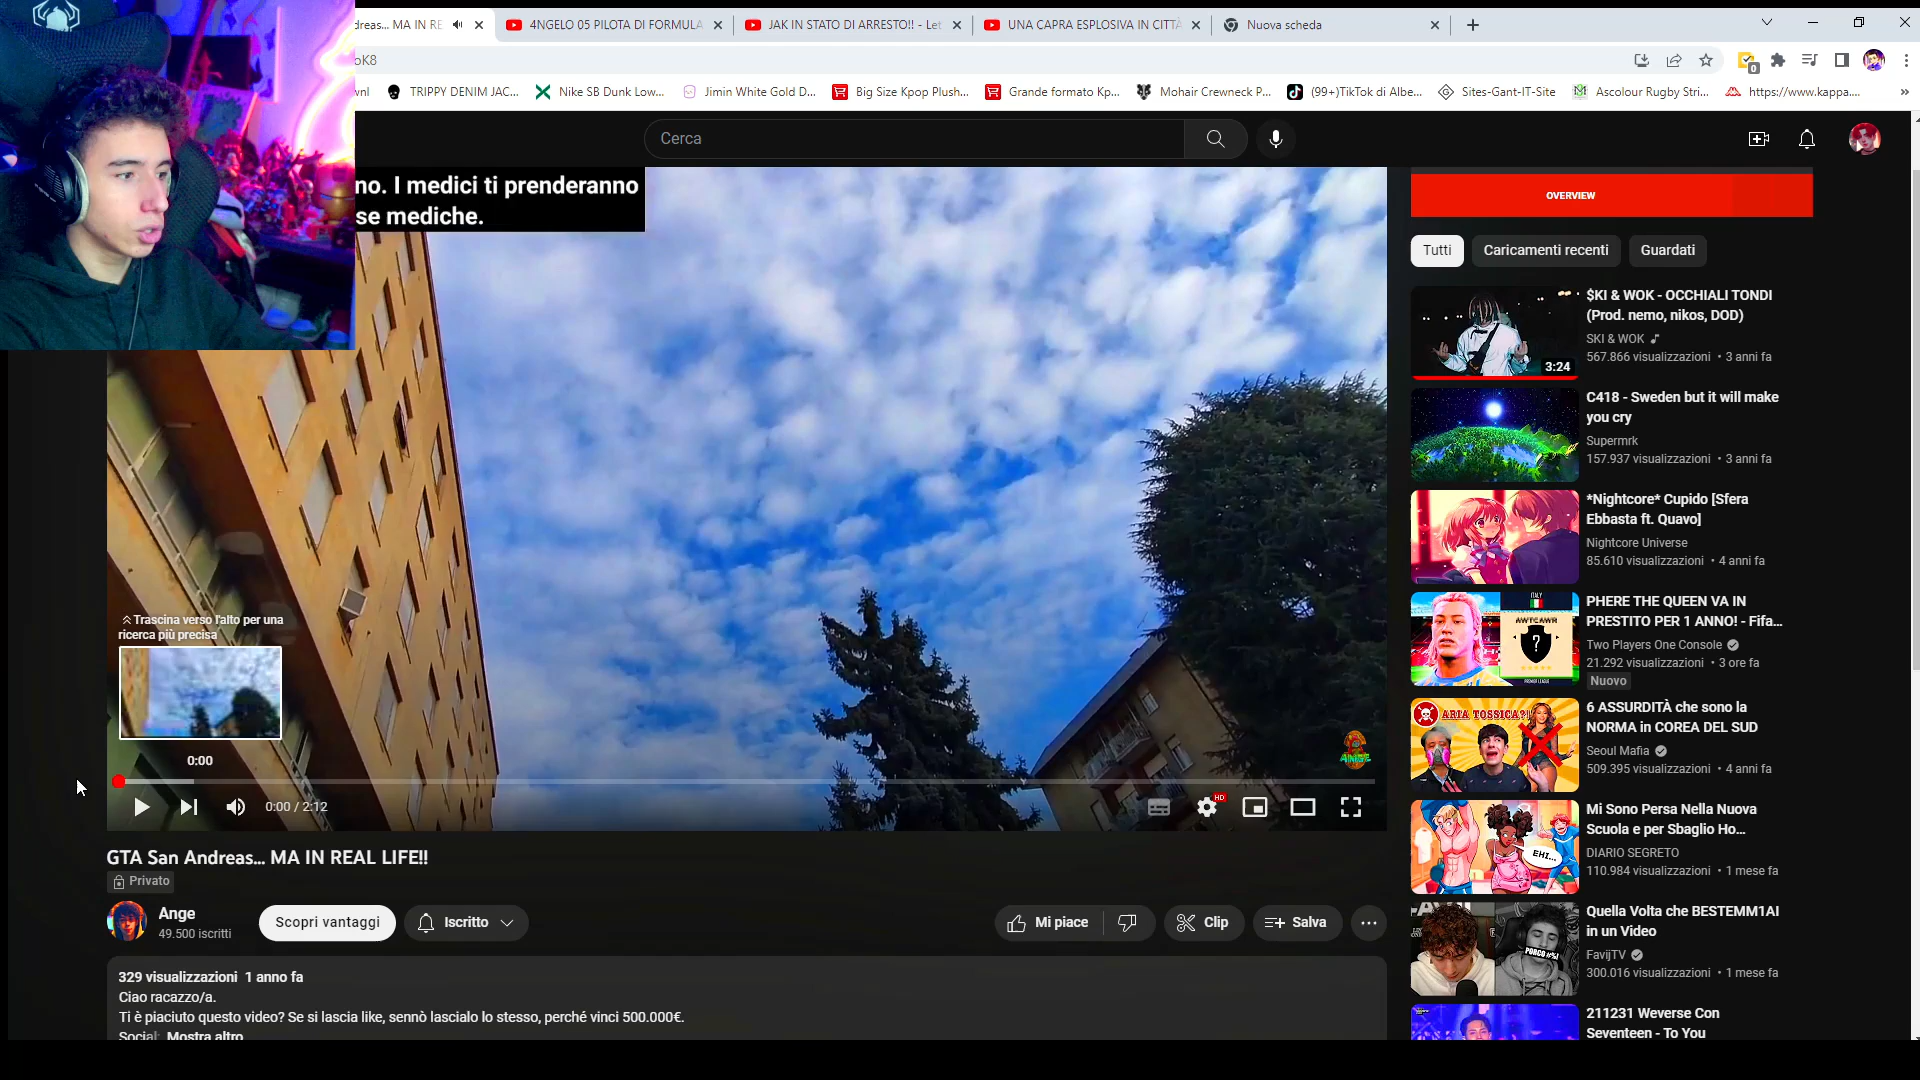 dreas... MA IN RE
4NGELO 05 PILOTA DI FORMULA
JAK IN STATO DI ARRESTO!! - Let
UNA CAPRA ESPLOSIVA IN CITTÀ
Nuova scheda
oK8
0
TRIPPY DENIM JAC...
Nike SB Dunk Low...
Jimin White Gold D...
Big Size Kpop Plush...
Grande formato Kp...
Mohair Crewneck P...
(99+)TikTok di Albe...
Sites-Gant-IT-Site
Ascolour Rugby Stri...
https://www.kappa....
Cerca
no. I medici ti prenderanno
se mediche.
Trascina verso l'alto per una
ricerca più precisa
0:00
0:00 / 2:12
HD
ANGE
GTA San Andreas... MA IN REAL LIFE!!
Privato
Ange
49.500 iscritti
Scopri vantaggi
Iscritto
Mi piace
Clip
Salva
329 visualizzazioni 1 anno fa
Ciao racazzo/a.
Ti è piaciuto questo video? Se si lascia like, sennò lascialo lo stesso, perché vinci 500.000€.
Social: Mostra altro
OVERVIEW
Tutti
Caricamenti recenti
Guardati
3:24
$KI & WOK - OCCHIALI TONDI
(Prod. nemo, nikos, DOD)
SKI & WOK
567.866 visualizzazioni • 3 anni fa
C418 - Sweden but it will make
you cry
Supermrk
157.937 visualizzazioni • 3 anni fa
*Nightcore* Cupido [Sfera
Ebbasta ft. Quavo]
Nightcore Universe
85.610 visualizzazioni • 4 anni fa
ITALY
AWTCAWR
?
PREMIER LEAGUE
PHERE THE QUEEN VA IN
PRESTITO PER 1 ANNO! - Fifa...
Two Players One Console
21.292 visualizzazioni • 3 ore fa
Nuovo
ARIA TOSSICA?!
6 ASSURDITÀ che sono la
NORMA in COREA DEL SUD
Seoul Mafia
509.395 visualizzazioni • 4 anni fa
EHI...
Mi Sono Persa Nella Nuova
Scuola e per Sbaglio Ho...
DIARIO SEGRETO
110.984 visualizzazioni • 1 mese fa
Quella Volta che BESTEMM1AI
in un Video
FavijTV
300.016 visualizzazioni • 1 mese fa
211231 Weverse Con
Seventeen - To You